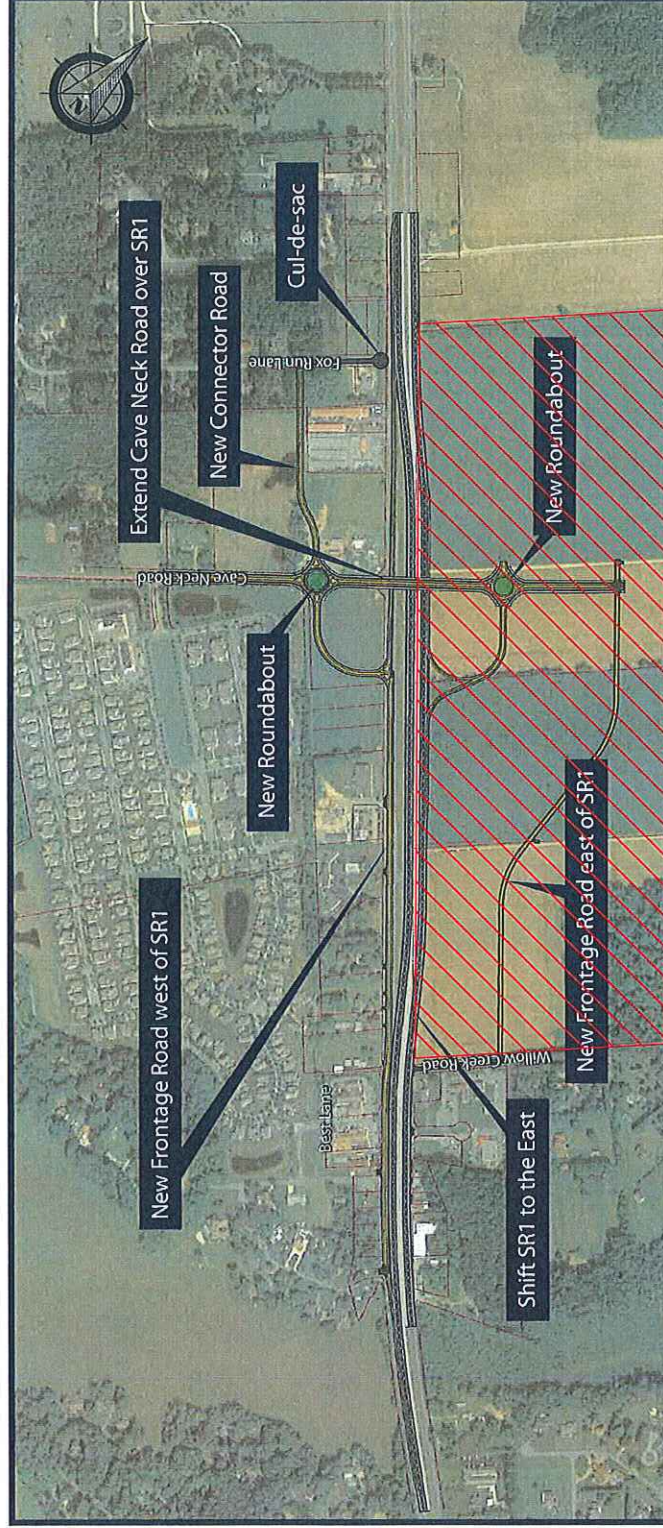 Extend Cave Neck Road over SR1
New Connector Road
Cul-de-sac
Fox Run Lane
Cave Neck Road
New Roundabout
New Roundabout
New Frontage Road west of SR1
New Frontage Road east of SR1
Best Lane
Willow Creek Road
Shift SR1 to the East
N